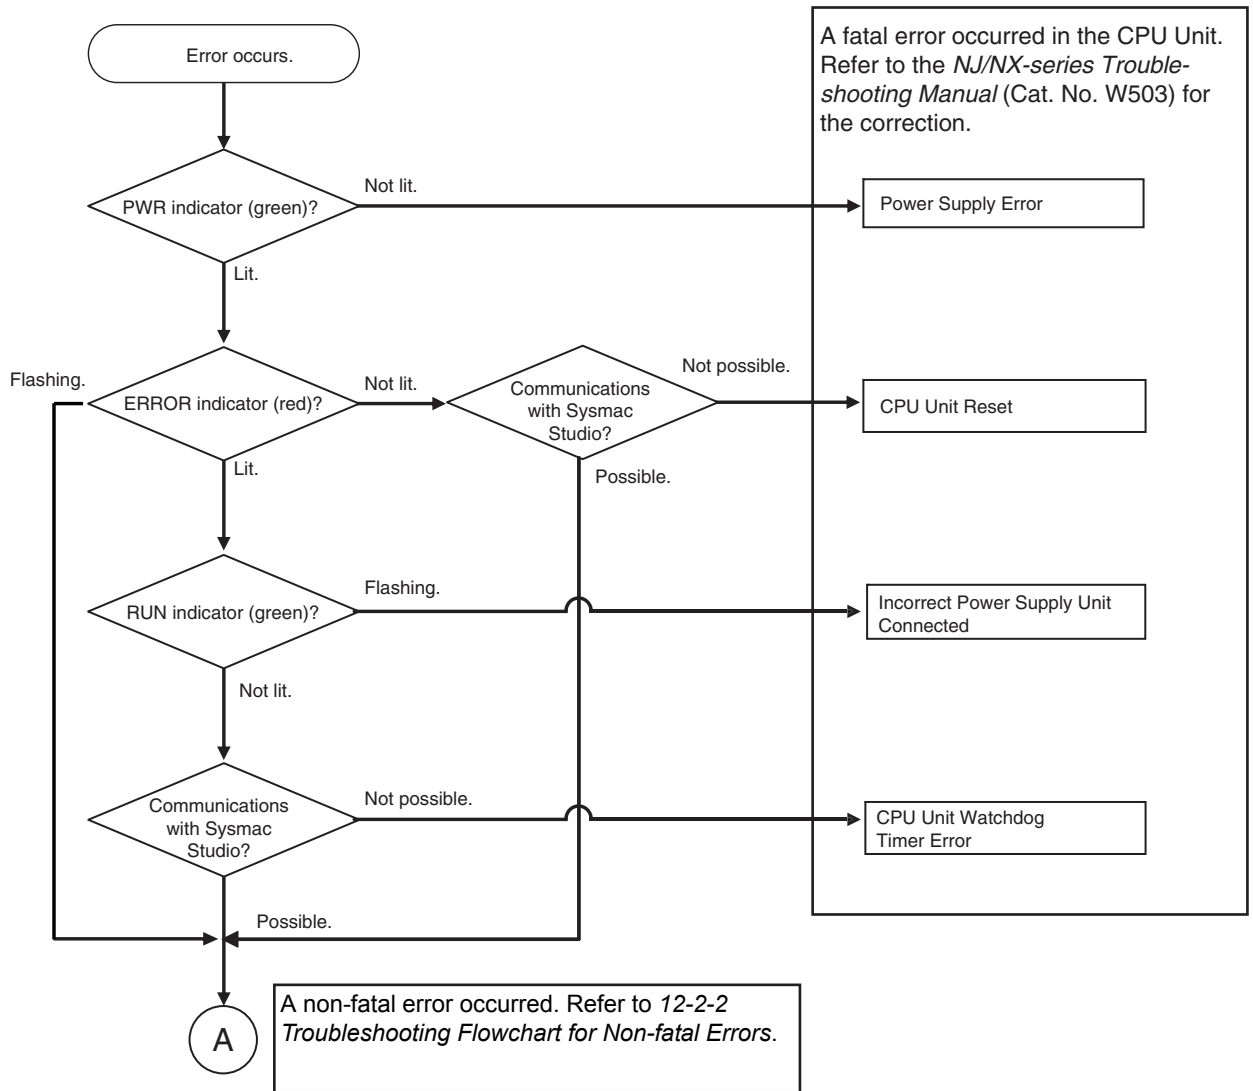 Error occurs.
A fatal error occurred in the CPU Unit.
Refer to the NJ/NX-series Trouble-
shooting Manual (Cat. No. W503) for
the correction.
PWR indicator (green)?
Not lit.
Power Supply Error
Lit.
Flashing.
ERROR indicator (red)?
Not lit.
Communications
with Sysmac
Studio?
Not possible.
CPU Unit Reset
Lit.
Possible.
RUN indicator (green)?
Flashing.
Incorrect Power Supply Unit
Connected
Not lit.
Communications
with Sysmac
Studio?
Not possible.
CPU Unit Watchdog
Timer Error
Possible.
A
A non-fatal error occurred. Refer to 12-2-2
Troubleshooting Flowchart for Non-fatal Errors.